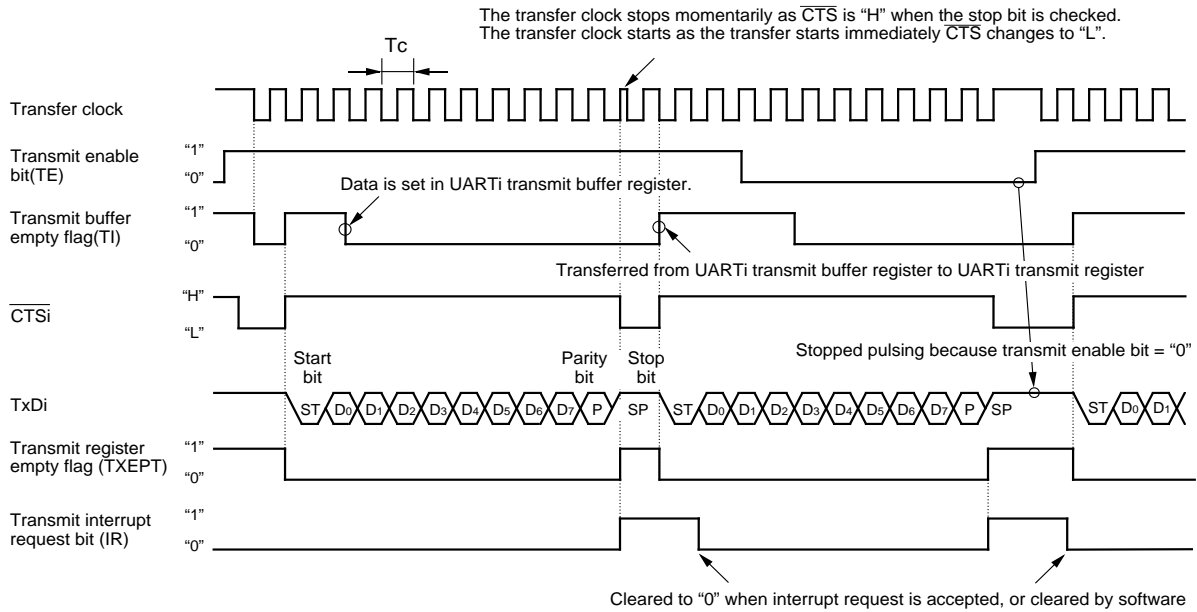 The transfer clock stops momentarily as CTS is “H” when the stop bit is checked.
The transfer clock starts as the transfer starts immediately CTS changes to “L”.
Tc
Transfer clock
Transmit enable
bit(TE)
“1”
“0”
Data is set in UARTi transmit buffer register.
Transmit buffer
empty flag(TI)
“1”
“0”
Transferred from UARTi transmit buffer register to UARTi transmit register
CTSi
“H”
“L”
Stopped pulsing because transmit enable bit = “0”
Start
bit
Parity
bit
Stop
bit
TxDi
ST D0 D1 D2 D3 D4 D5 D6 D7 P SP ST D0 D1 D2 D3 D4 D5 D6 D7 P SP ST D0 D1
Transmit register
empty flag (TXEPT)
“1”
“0”
Transmit interrupt
request bit (IR)
“1”
“0”
Cleared to “0” when interrupt request is accepted, or cleared by software